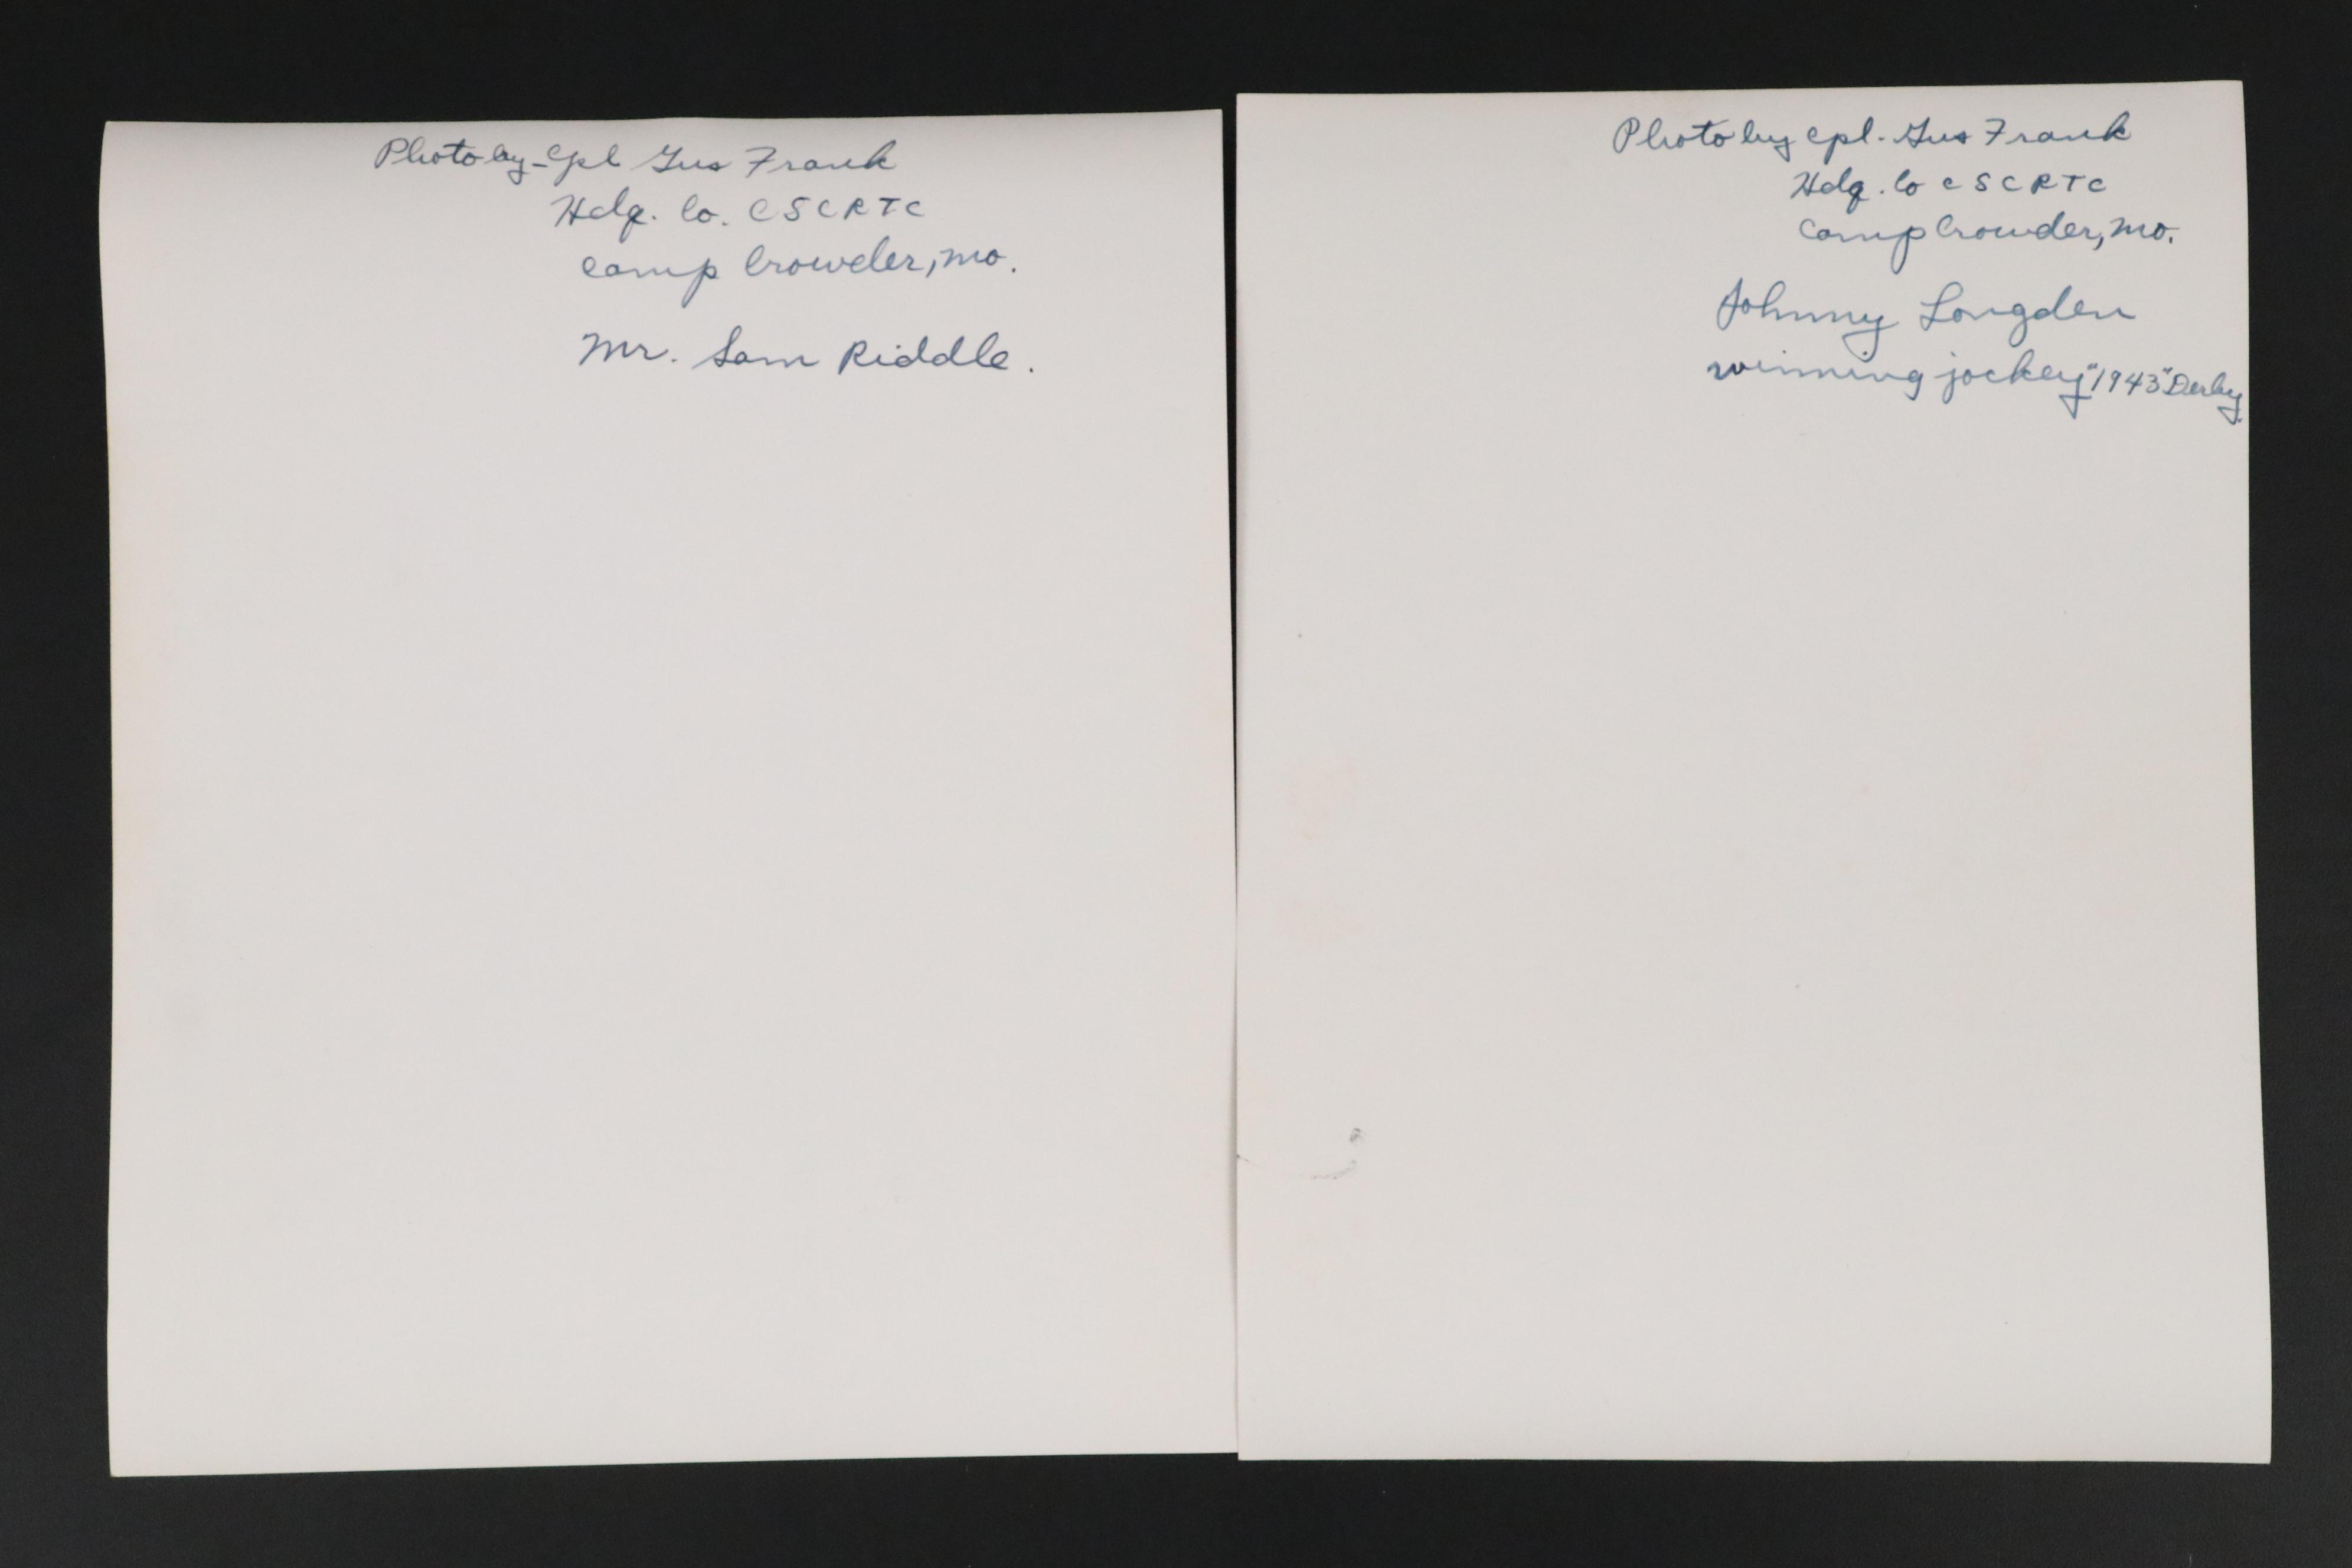 Photo by - Cpl Gus Frank
Hdq. Co. CSCRTC
Camp Crowder, Mo.
Mr. Sam Riddle.
Photo by Cpl. Gus Frank
Hdq. Co CSCRTC
Camp Crowder, Mo.
Johnny Longden
winning jockey "1943" Derby.